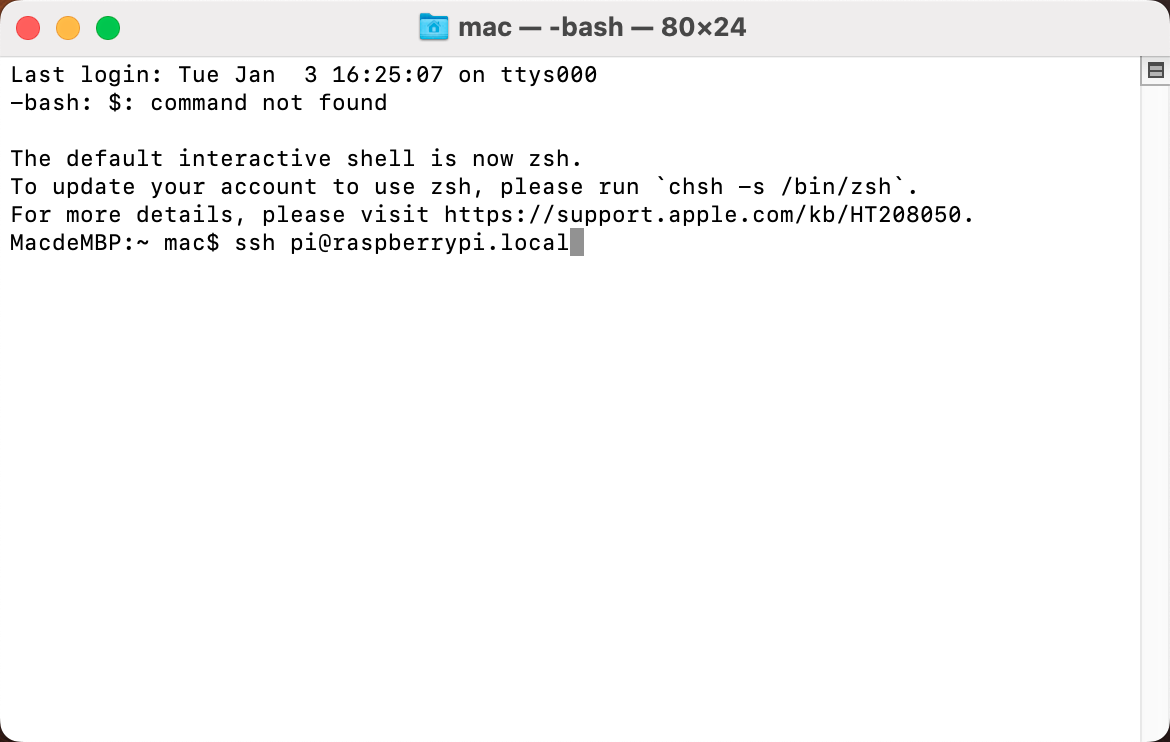 mac — -bash — 80×24
Last login: Tue Jan  3 16:25:07 on ttys000
-bash: $: command not found

The default interactive shell is now zsh.
To update your account to use zsh, please run `chsh -s /bin/zsh`.
For more details, please visit https://support.apple.com/kb/HT208050.
MacdeMBP:~ mac$ ssh pi@raspberrypi.local